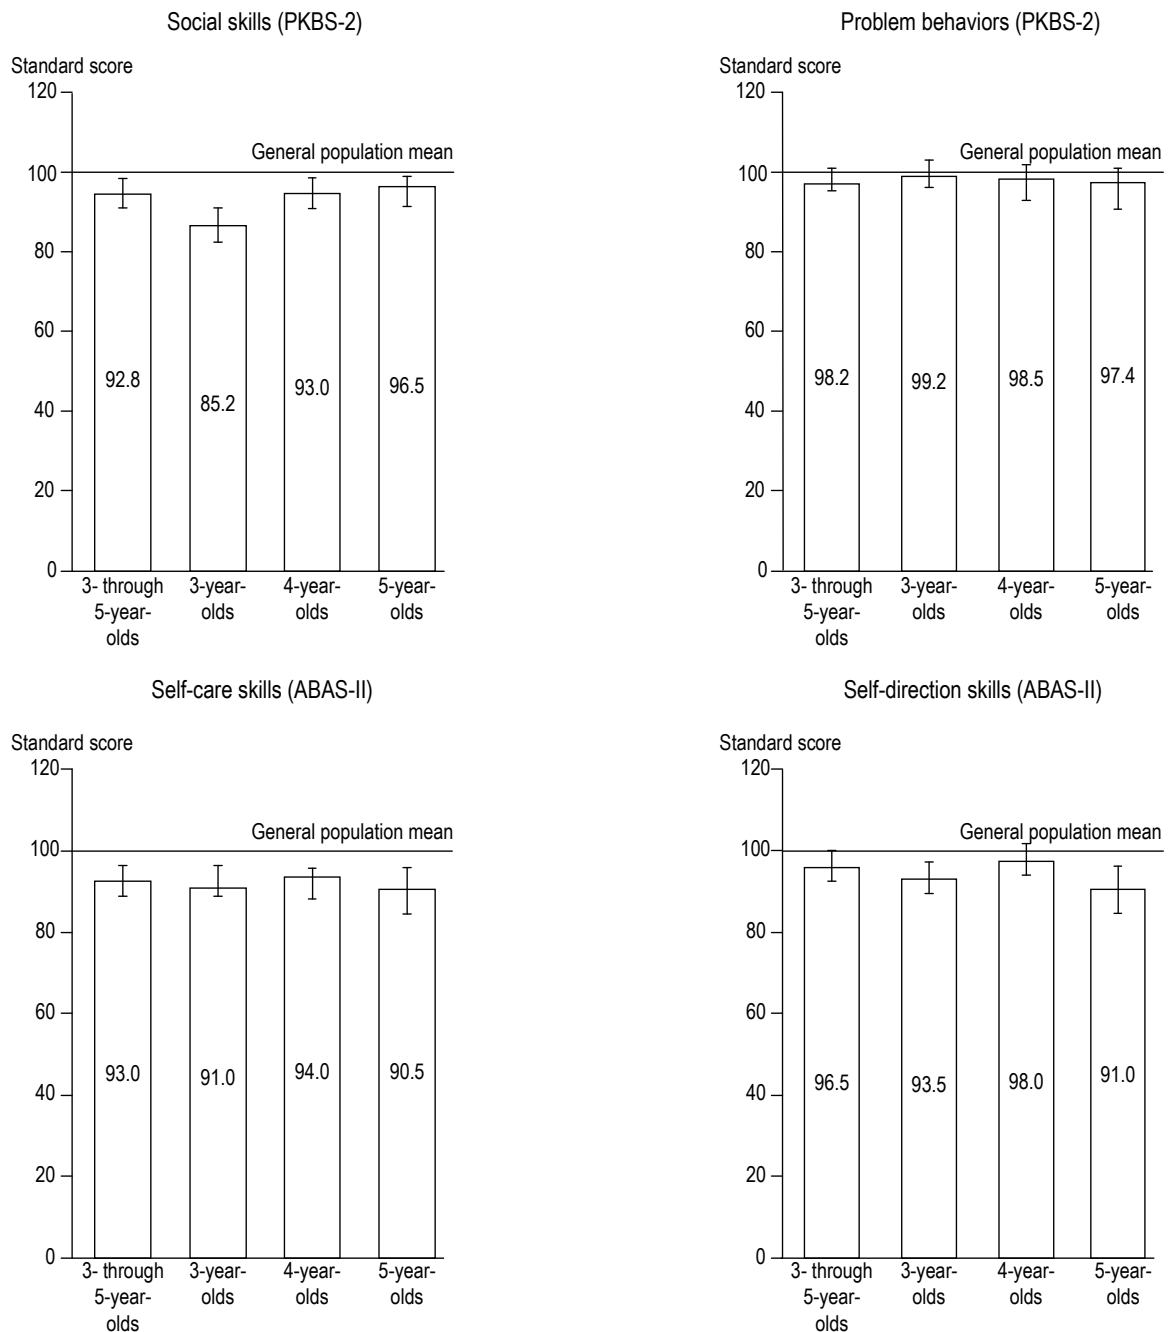 Social skills (PKBS-2)
Standard score
120
General population mean
100
80
60
92.8
85.2
93.0
96.5
40
20
0
3- through
5-year-
olds
3-year-
olds
4-year-
olds
5-year-
olds
Problem behaviors (PKBS-2)
Standard score
120
General population mean
100
80
60
98.2
99.2
98.5
97.4
40
20
0
3- through
5-year-
olds
3-year-
olds
4-year-
olds
5-year-
olds
Self-care skills (ABAS-II)
Standard score
120
General population mean
100
80
60
93.0
91.0
94.0
90.5
40
20
0
3- through
5-year-
olds
3-year-
olds
4-year-
olds
5-year-
olds
Self-direction skills (ABAS-II)
Standard score
120
General population mean
100
80
60
96.5
93.5
98.0
91.0
40
20
0
3- through
5-year-
olds
3-year-
olds
4-year-
olds
5-year-
olds